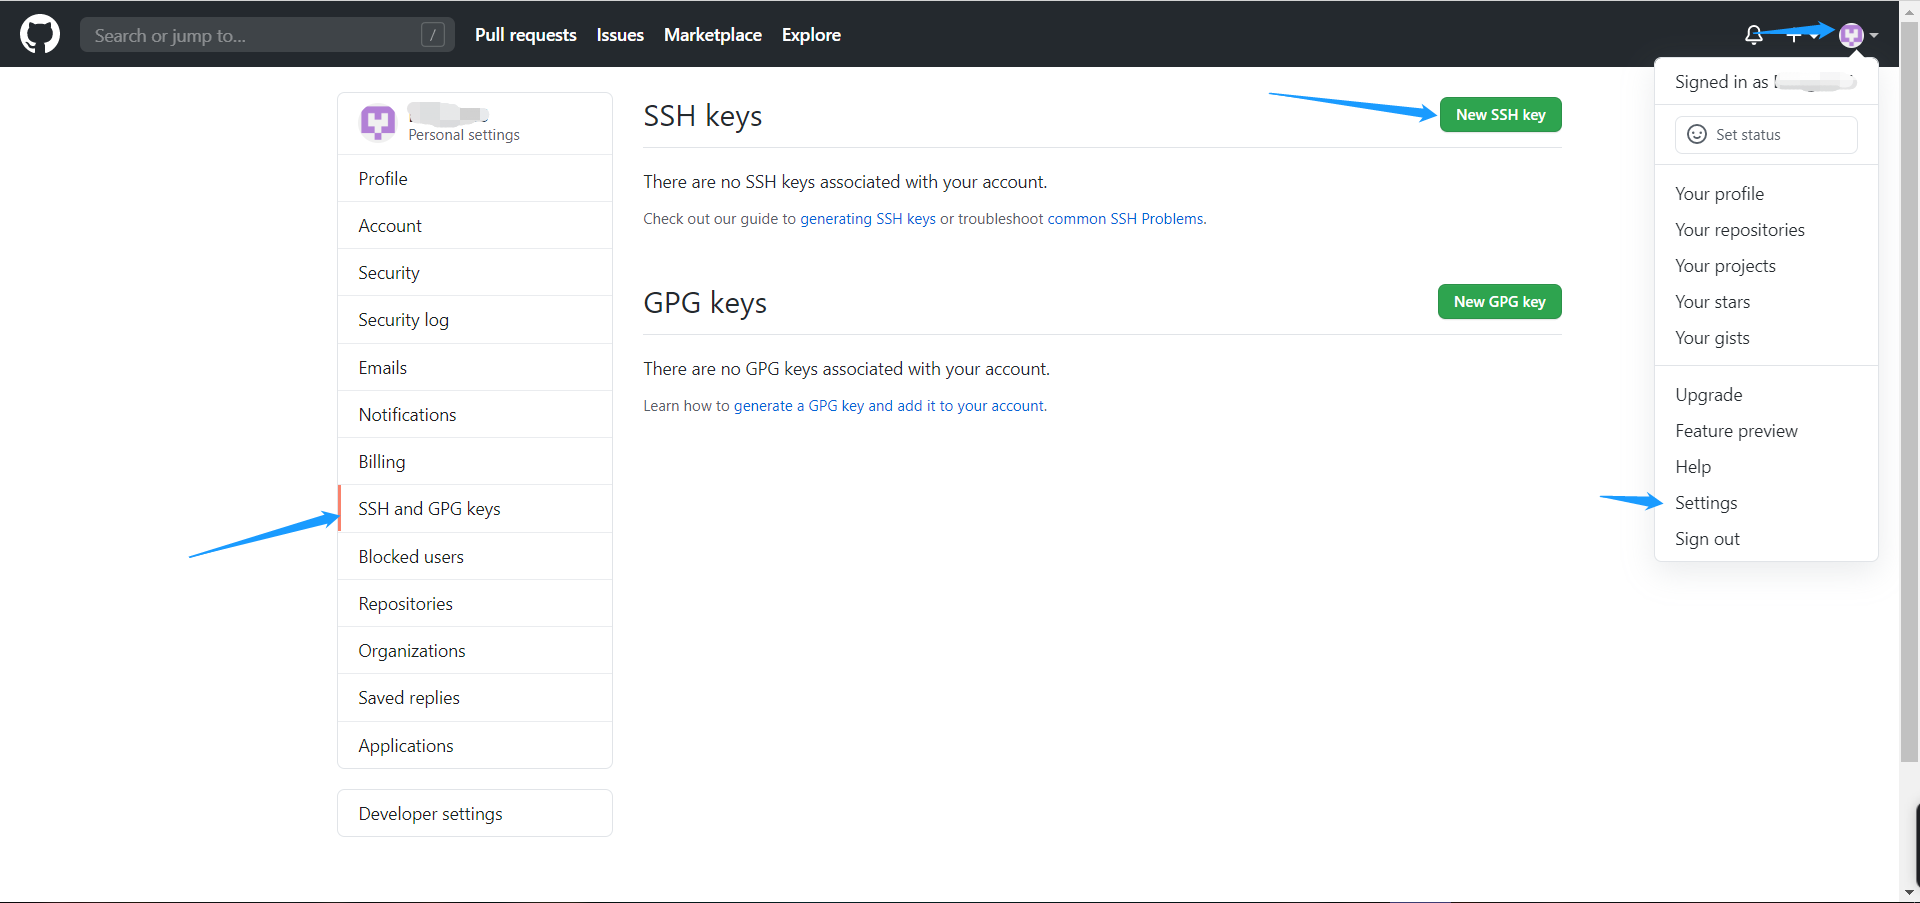 Search or jump to...
/
Pull requests
Issues
Marketplace
Explore
Personal settings
Profile
Account
Security
Security log
Emails
Notifications
Billing
SSH and GPG keys
Blocked users
Repositories
Organizations
Saved replies
Applications
Developer settings
SSH keys
New SSH key
There are no SSH keys associated with your account.
Check out our guide to generating SSH keys or troubleshoot common SSH Problems.
GPG keys
New GPG key
There are no GPG keys associated with your account.
Learn how to generate a GPG key and add it to your account.
Signed in as
Set status
Your profile
Your repositories
Your projects
Your stars
Your gists
Upgrade
Feature preview
Help
Settings
Sign out